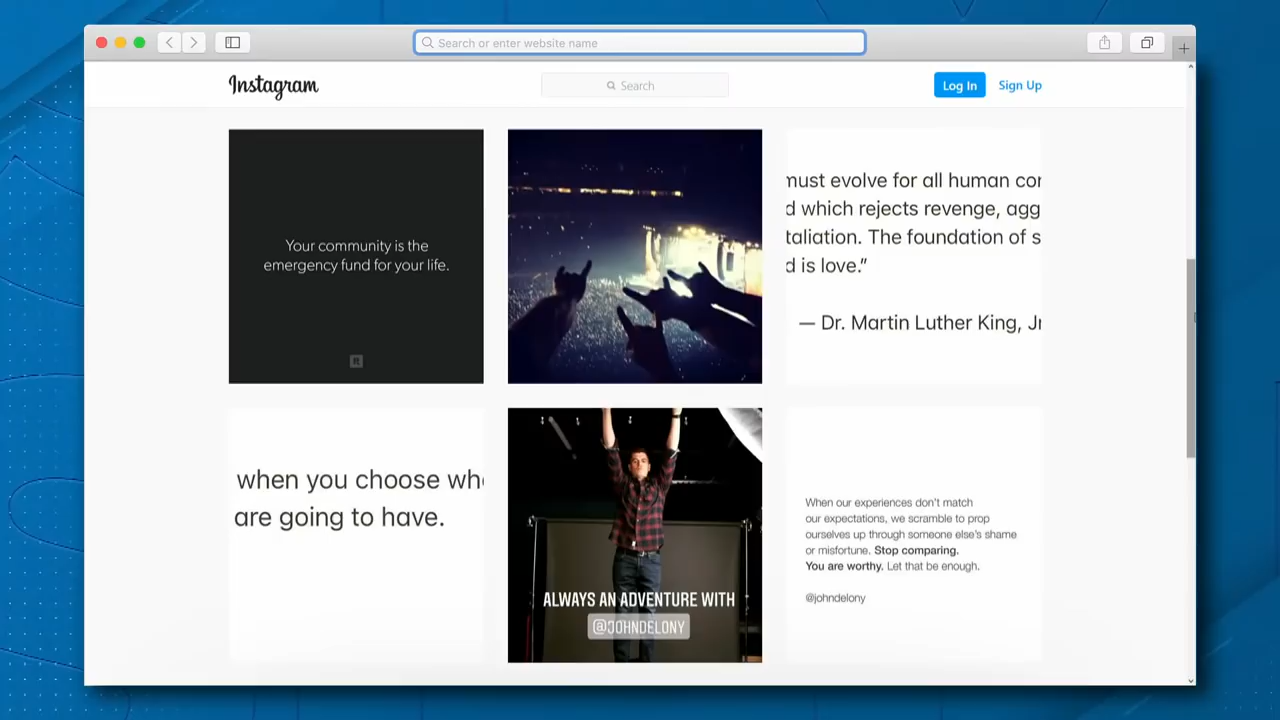 Search or enter website name
Instagram
Search
Log In
Sign Up
Your community is the
emergency fund for your life.
must evolve for all human cor
d which rejects revenge, agg
taliation. The foundation of s
d is love.”
— Dr. Martin Luther King, Jr
when you choose who
are going to have.
ALWAYS AN ADVENTURE WITH
@JOHNDELONY
When our experiences don't match
our expectations, we scramble to prop
ourselves up through someone else's shame
or misfortune. Stop comparing.
You are worthy. Let that be enough.
@johndelony